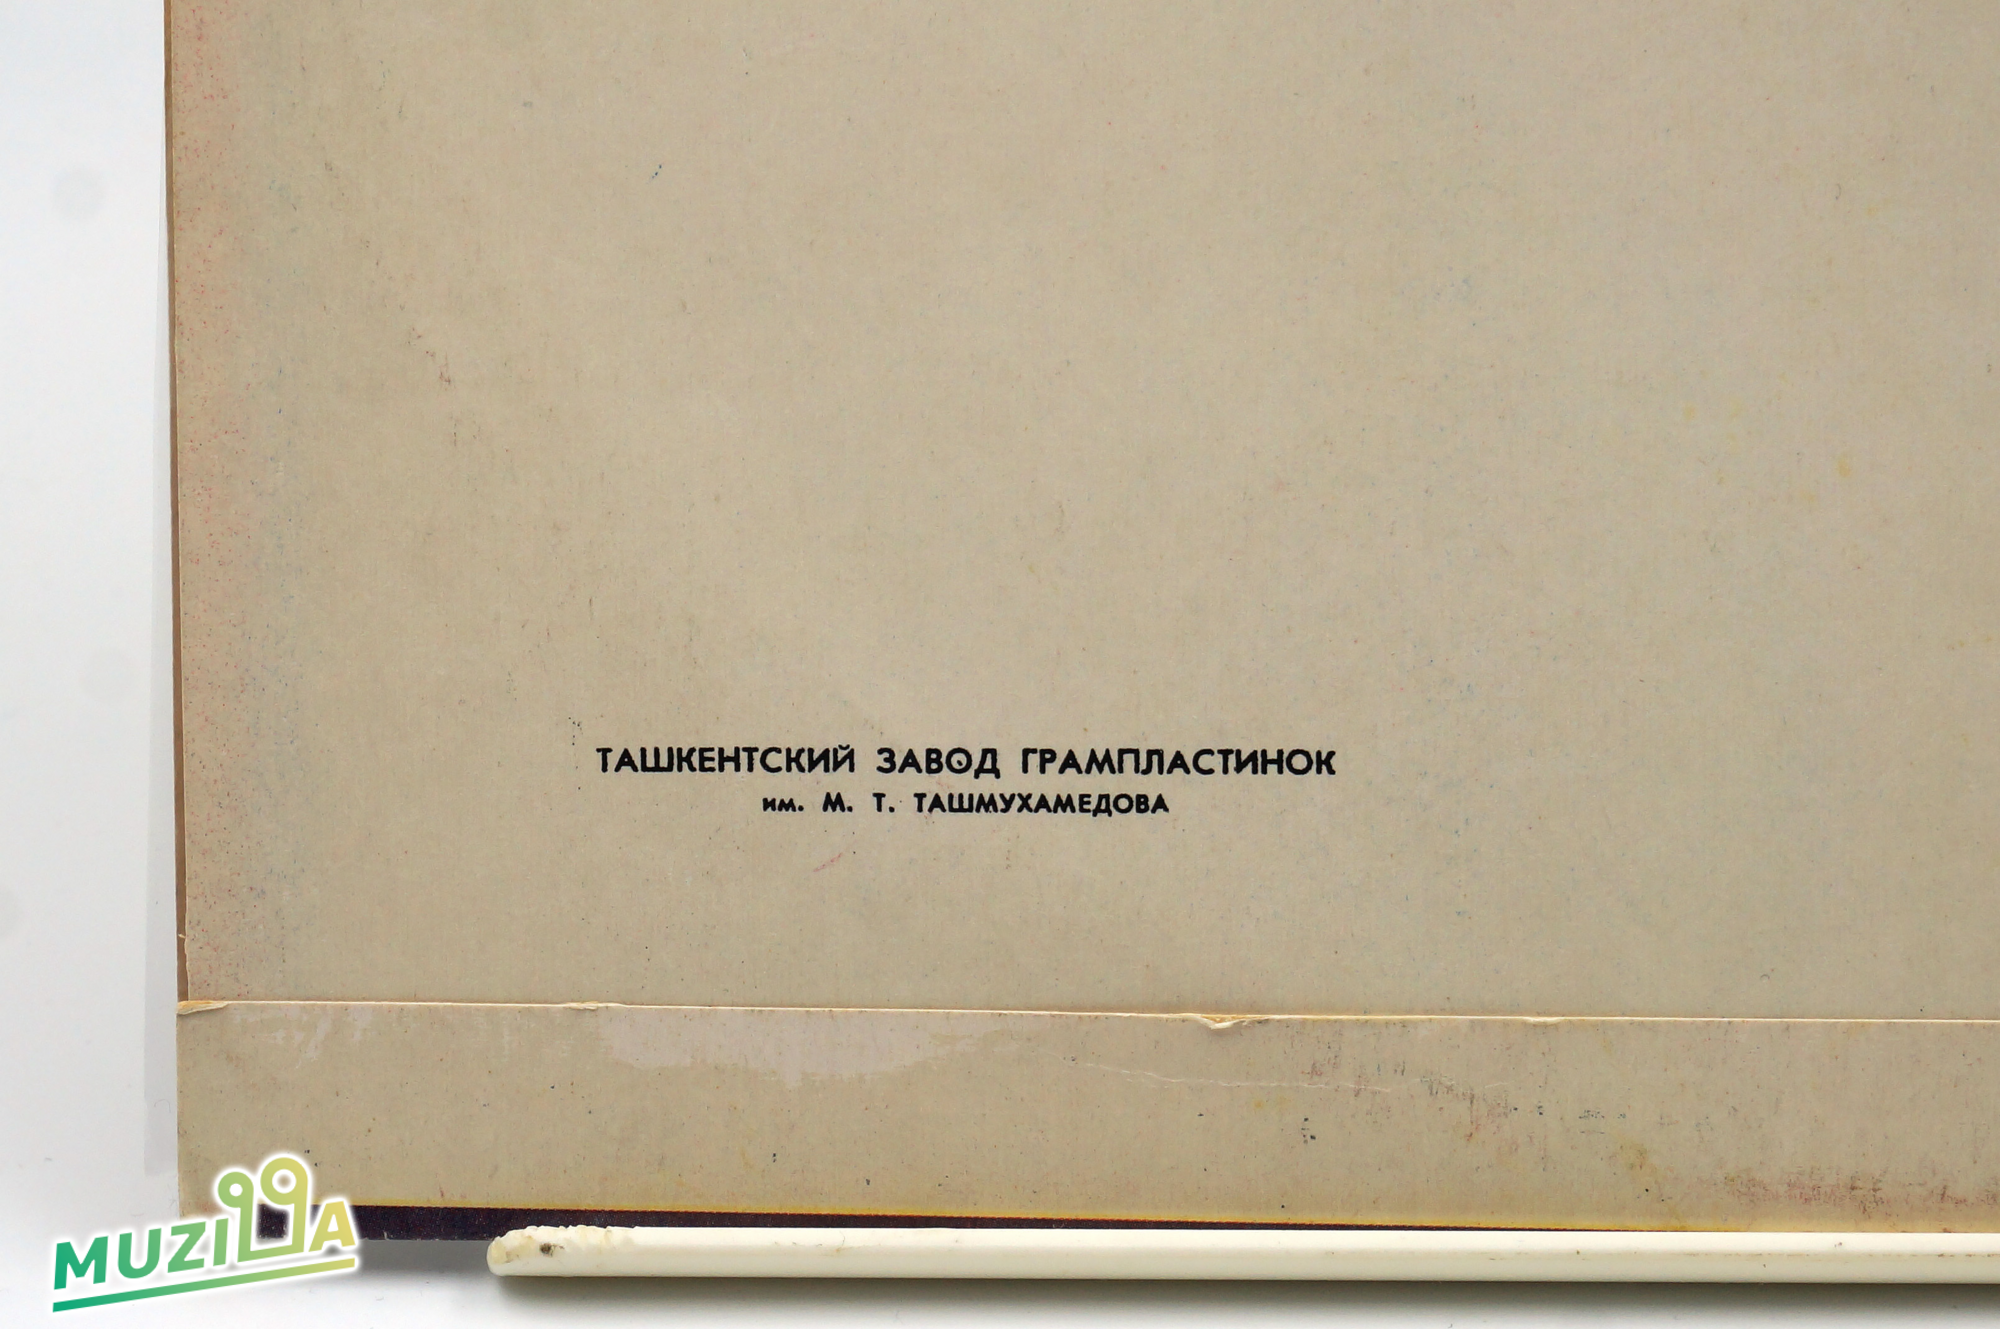 ТАШКЕНТСКИЙ ЗАВОД ГРАМПЛАСТИНОК
им. М. Т. ТАШМУХАМЕДОВА
MUZILLA